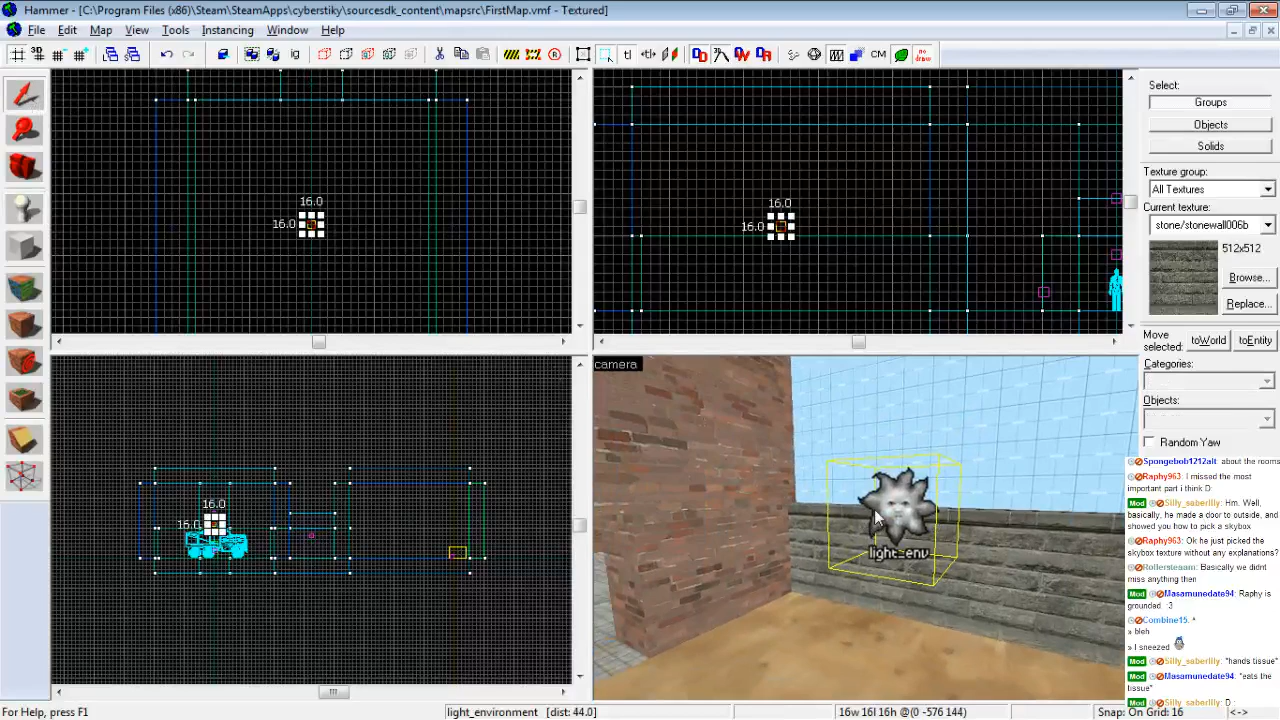 Hammer - [C:\Program Files (x86)\Steam\SteamApps\cyberstiky\sourcesdk_content\mapsrc\FirstMap.vmf - Textured]
File Edit Map View Tools Instancing Window Help
Select:
Groups
Objects
Solids
Texture group:
All Textures
Current texture:
stone/stonewall006b
512x512
Browse...
Replace...
Move selected:
toWorld
toEntity
Categories:
Objects:
Random Yaw
16.0
16.0
16.0
16.0
camera
16.0
16.0
light_env
Spongebob1212alt about the rooms
Raphy963: I missed the most important part i think D:
Mod Silly_saberlily: Hm. Well, basically, he made a door to outside, and showed you how to pick a skybox
Raphy963: Ok he just picked the skybox texture without any explanations?
Rollersteaam: Basically we didnt miss anything then
Mod Masamunedate94: Raphy is grounded. :3
Combine15: ^
» bleh
» I sneezed
Mod Silly_saberlily: "hands tissue"
Mod Masamunedate94: "eats the tissue"
Mod Silly_saberlily: D:
For Help, press F1
light_environment [dist: 44.0]
16w 16l 16h @(0 -576 144)
Snap: On Grid: 16
<->